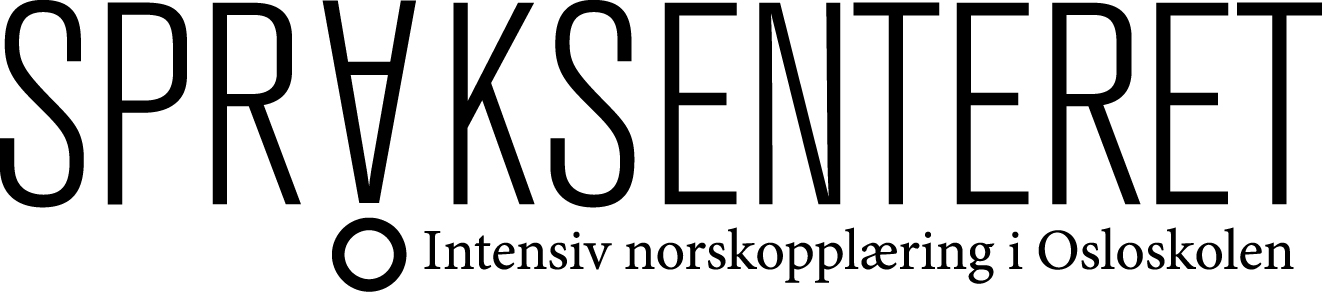 SPRÅKSENTERET
Intensiv norskopplæring i Osloskolen